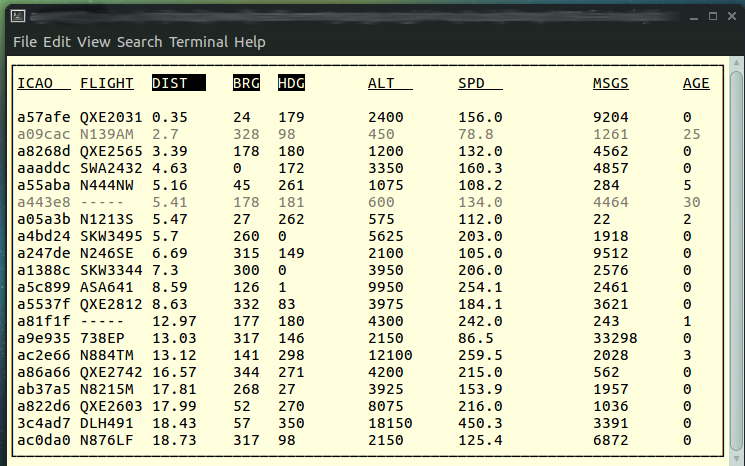 File Edit View Search Terminal Help
ICAO FLIGHT DIST BRG HDG ALT SPD MSGS AGE
a57afe QXE2031 0.35 24 179 2400 156.0 9204 0
a09cac N139AM 2.7 328 98 450 78.8 1261 25
a8268d QXE2565 3.39 178 180 1200 132.0 4562 0
aaaddc SWA2432 4.63 0 172 3350 160.3 4857 0
a55aba N444NW 5.16 45 261 1075 108.2 284 5
a443e8 ----- 5.41 178 181 600 134.0 4464 30
a05a3b N1213S 5.47 27 262 575 112.0 22 2
a4bd24 SKW3495 5.7 260 0 5625 203.0 1918 0
a247de N246SE 6.69 315 149 2100 105.0 9512 0
a1388c SKW3344 7.3 300 0 3950 206.0 2576 0
a5c899 ASA641 8.59 126 1 9950 254.1 2461 0
a5537f QXE2812 8.63 332 83 3975 184.1 3621 0
a81f1f ----- 12.97 177 180 4300 242.0 243 1
a9e935 738EP 13.03 317 146 2150 86.5 33298 0
ac2e66 N884TM 13.12 141 298 12100 259.5 2028 3
a86a66 QXE2742 16.57 344 271 4200 215.0 562 0
ab37a5 N8215M 17.81 268 27 3925 153.9 1957 0
a822d6 QXE2603 17.99 52 270 8075 216.0 1036 0
3c4ad7 DLH491 18.43 57 350 18150 450.3 3391 0
ac0da0 N876LF 18.73 317 98 2150 125.4 6872 0